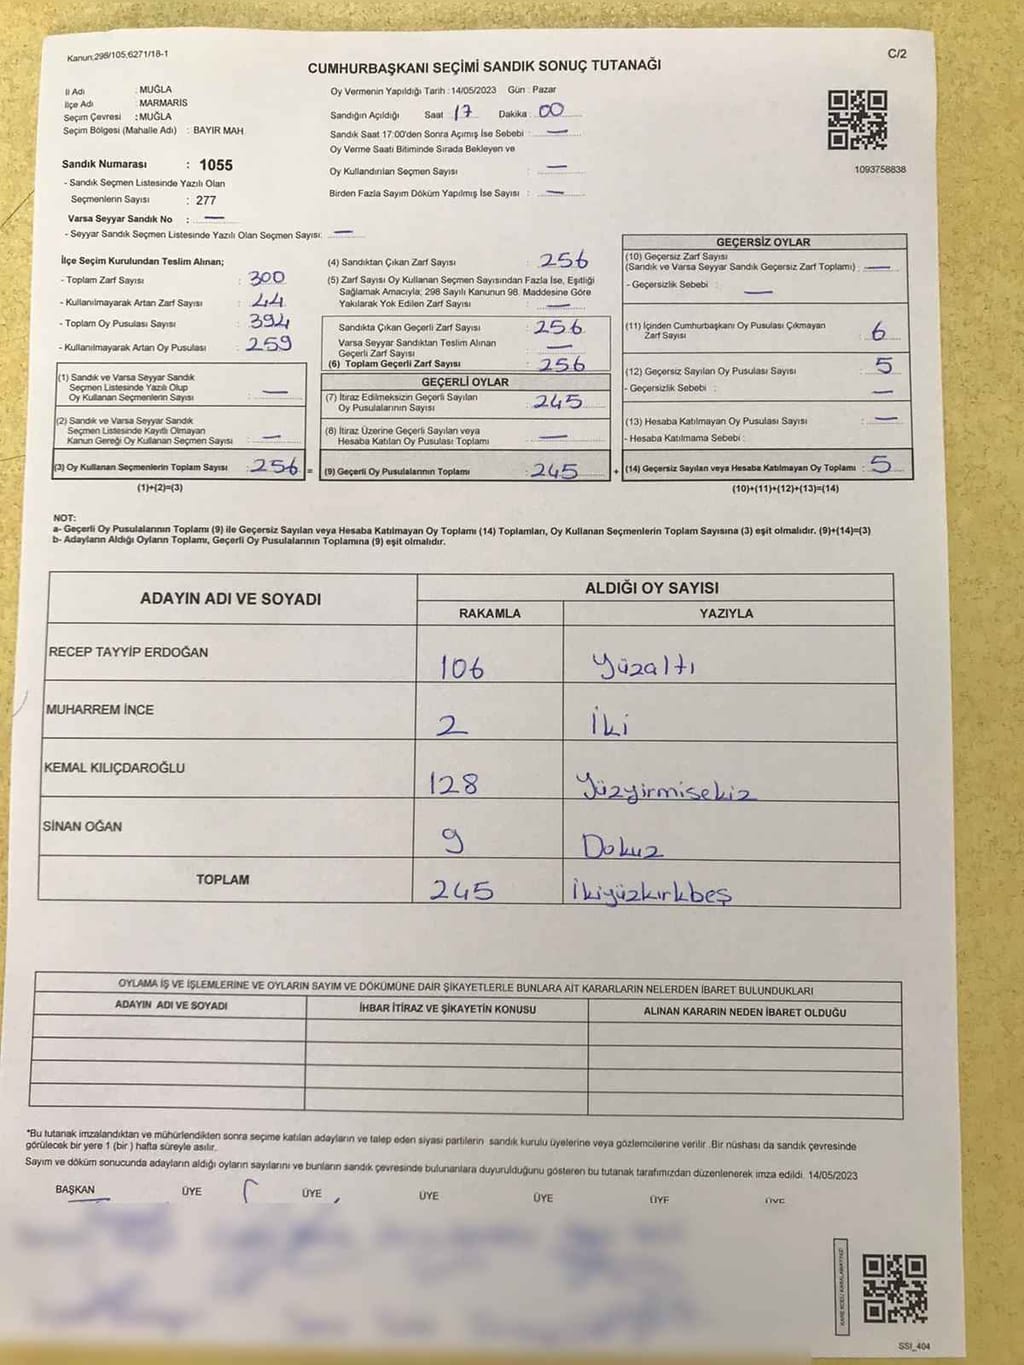 Kanun:298/105,6271/18-1
C/2
CUMHURBAŞKANI SEÇİMİ SANDIK SONUÇ TUTANAĞI
İl Adı : MUĞLA
İlçe Adı : MARMARİS
Seçim Çevresi : MUĞLA
Seçim Bölgesi (Mahalle Adı) : BAYIR MAH
Sandık Numarası : 1055
- Sandık Seçmen Listesinde Yazılı Olan
Seçmenlerin Sayısı : 277
Varsa Seyyar Sandık No : —
- Seyyar Sandık Seçmen Listesinde Yazılı Olan Seçmen Sayısı: —
Oy Vermenin Yapıldığı Tarih : 14/05/2023 Gün : Pazar
Sandığın Açıldığı Saat 17 Dakika 00
Sandık Saat 17:00'den Sonra Açımış İse Sebebi : —
Oy Verme Saati Bitiminde Sırada Bekleyen ve
Oy Kullandırılan Seçmen Sayısı : —
Birden Fazla Sayım Döküm Yapılmış İse Sayısı : —
1093758838
İlçe Seçim Kurulundan Teslim Alınan;
- Toplam Zarf Sayısı : 300
- Kullanılmayarak Artan Zarf Sayısı : 44
- Toplam Oy Pusulası Sayısı : 394
- Kullanılmayarak Artan Oy Pusulası : 259
(1) Sandık ve Varsa Seyyar Sandık
Seçmen Listesinde Yazılı Olup
Oy Kullanan Seçmenlerin Sayısı : —
(2) Sandık ve Varsa Seyyar Sandık
Seçmen Listesinde Kayıtlı Olmayan
Kanun Gereği Oy Kullanan Seçmen Sayısı : —
(3) Oy Kullanan Seçmenlerin Toplam Sayısı : 256 =
(1)+(2)=(3)
(4) Sandıktan Çıkan Zarf Sayısı : 256
(5) Zarf Sayısı Oy Kullanan Seçmen Sayısından Fazla İse, Eşitliği
Sağlamak Amacıyla; 298 Sayılı Kanunun 98. Maddesine Göre
Yakılarak Yok Edilen Zarf Sayısı : —
Sandıkta Çıkan Geçerli Zarf Sayısı : 256
Varsa Seyyar Sandıktan Teslim Alınan
Geçerli Zarf Sayısı : —
(6) Toplam Geçerli Zarf Sayısı : 256
GEÇERLİ OYLAR
(7) İtiraz Edilmeksizin Geçerli Sayılan
Oy Pusulalarının Sayısı : 245
(8) İtiraz Üzerine Geçerli Sayılan veya
Hesaba Katılan Oy Pusulası Toplamı : —
(9) Geçerli Oy Pusulalarının Toplamı : 245 +
GEÇERSİZ OYLAR
(10) Geçersiz Zarf Sayısı
(Sandık ve Varsa Seyyar Sandık Geçersiz Zarf Toplamı) : —
- Geçersizlik Sebebi : —
(11) İçinden Cumhurbaşkanı Oy Pusulası Çıkmayan
Zarf Sayısı : 6
(12) Geçersiz Sayılan Oy Pusulası Sayısı : 5
- Geçersizlik Sebebi : —
(13) Hesaba Katılmayan Oy Pusulası Sayısı : —
- Hesaba Katılmama Sebebi :
(14) Geçersiz Sayılan veya Hesaba Katılmayan Oy Toplamı : 5
(10)+(11)+(12)+(13)=(14)
NOT:
a- Geçerli Oy Pusulalarının Toplamı (9) ile Geçersiz Sayılan veya Hesaba Katılmayan Oy Toplamı (14) Toplamları, Oy Kullanan Seçmenlerin Toplam Sayısına (3) eşit olmalıdır. (9)+(14)=(3)
b- Adayların Aldığı Oyların Toplamı, Geçerli Oy Pusulalarının Toplamına (9) eşit olmalıdır.
ADAYIN ADI VE SOYADI
ALDIĞI OY SAYISI
RAKAMLA YAZIYLA
RECEP TAYYİP ERDOĞAN 106 Yüzaltı
MUHARREM İNCE 2 İki
KEMAL KILIÇDAROĞLU 128 Yüzyirmisekiz
SİNAN OĞAN 9 Dokuz
TOPLAM 245 İkiyüzkırkbeş
OYLAMA İŞ VE İŞLEMLERİNE VE OYLARIN SAYIM VE DÖKÜMÜNE DAİR ŞİKAYETLERLE BUNLARA AİT KARARLARIN NELERDEN İBARET BULUNDUKLARI
ADAYIN ADI VE SOYADI İHBAR İTİRAZ VE ŞİKAYETİN KONUSU ALINAN KARARIN NEDEN İBARET OLDUĞU
*Bu tutanak imzalandıktan ve mühürlendikten sonra seçime katılan adayların ve talep eden siyasi partilerin sandık kurulu üyelerine veya gözlemcilerine verilir .Bir nüshası da sandık çevresinde
görülecek bir yere 1 (bir ) hafta süreyle asılır.
Sayım ve döküm sonucunda adayların aldığı oyların sayılarını ve bunların sandık çevresinde bulunanlara duyurulduğunu gösteren bu tutanak tarafımızdan düzenlenerek imza edildi. 14/05/2023
BAŞKAN ÜYE ÜYE ÜYE ÜYE ÜYE ÜYE
SSI_404